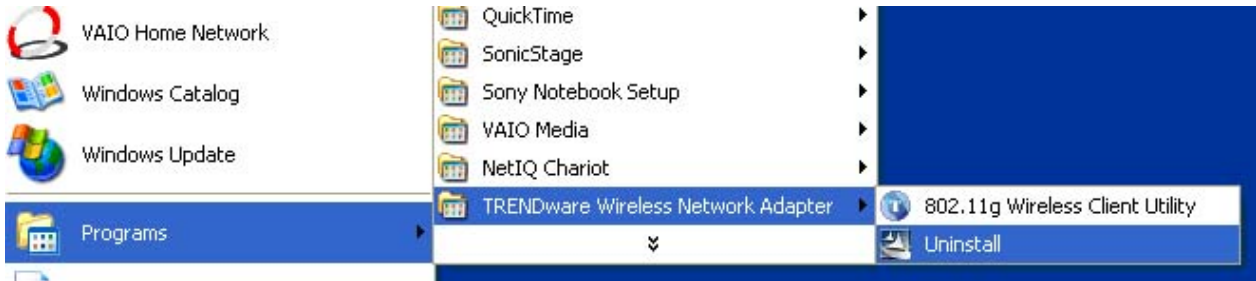 VAIO Home Network
Windows Catalog
Windows Update
Programs
QuickTime
SonicStage
Sony Notebook Setup
VAIO Media
NetIQ Chariot
TRENDware Wireless Network Adapter
802.11g Wireless Client Utility
Uninstall